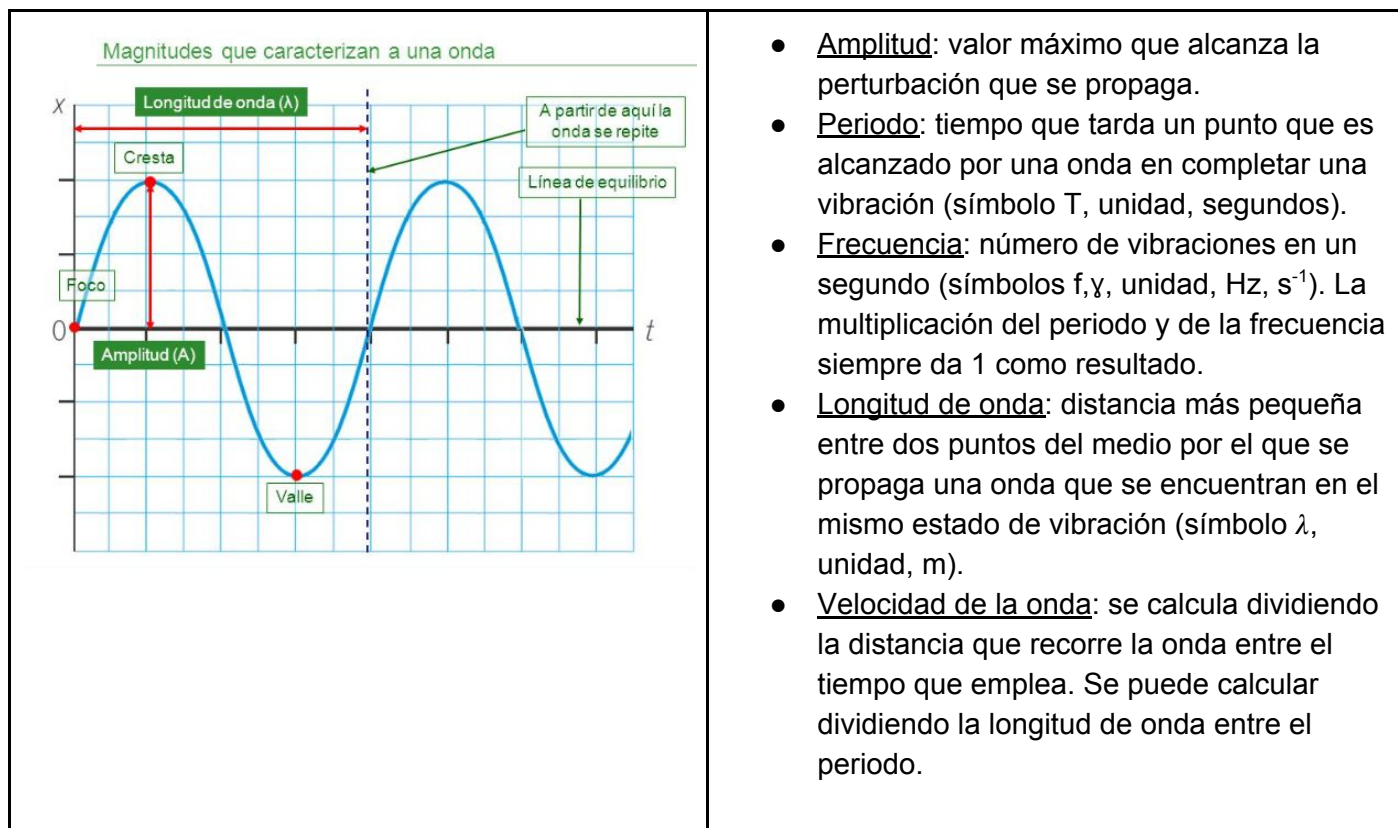 Magnitudes que caracterizan a una onda
x
Longitud de onda (λ)
A partir de aquí la
onda se repite
Cresta
Línea de equilibrio
Foco
0
t
Amplitud (A)
Valle
● Amplitud: valor máximo que alcanza la
perturbación que se propaga.
● Periodo: tiempo que tarda un punto que es
alcanzado por una onda en completar una
vibración (símbolo T, unidad, segundos).
● Frecuencia: número de vibraciones en un
segundo (símbolos f,ɣ, unidad, Hz, s⁻¹). La
multiplicación del periodo y de la frecuencia
siempre da 1 como resultado.
● Longitud de onda: distancia más pequeña
entre dos puntos del medio por el que se
propaga una onda que se encuentran en el
mismo estado de vibración (símbolo λ,
unidad, m).
● Velocidad de la onda: se calcula dividiendo
la distancia que recorre la onda entre el
tiempo que emplea. Se puede calcular
dividiendo la longitud de onda entre el
periodo.